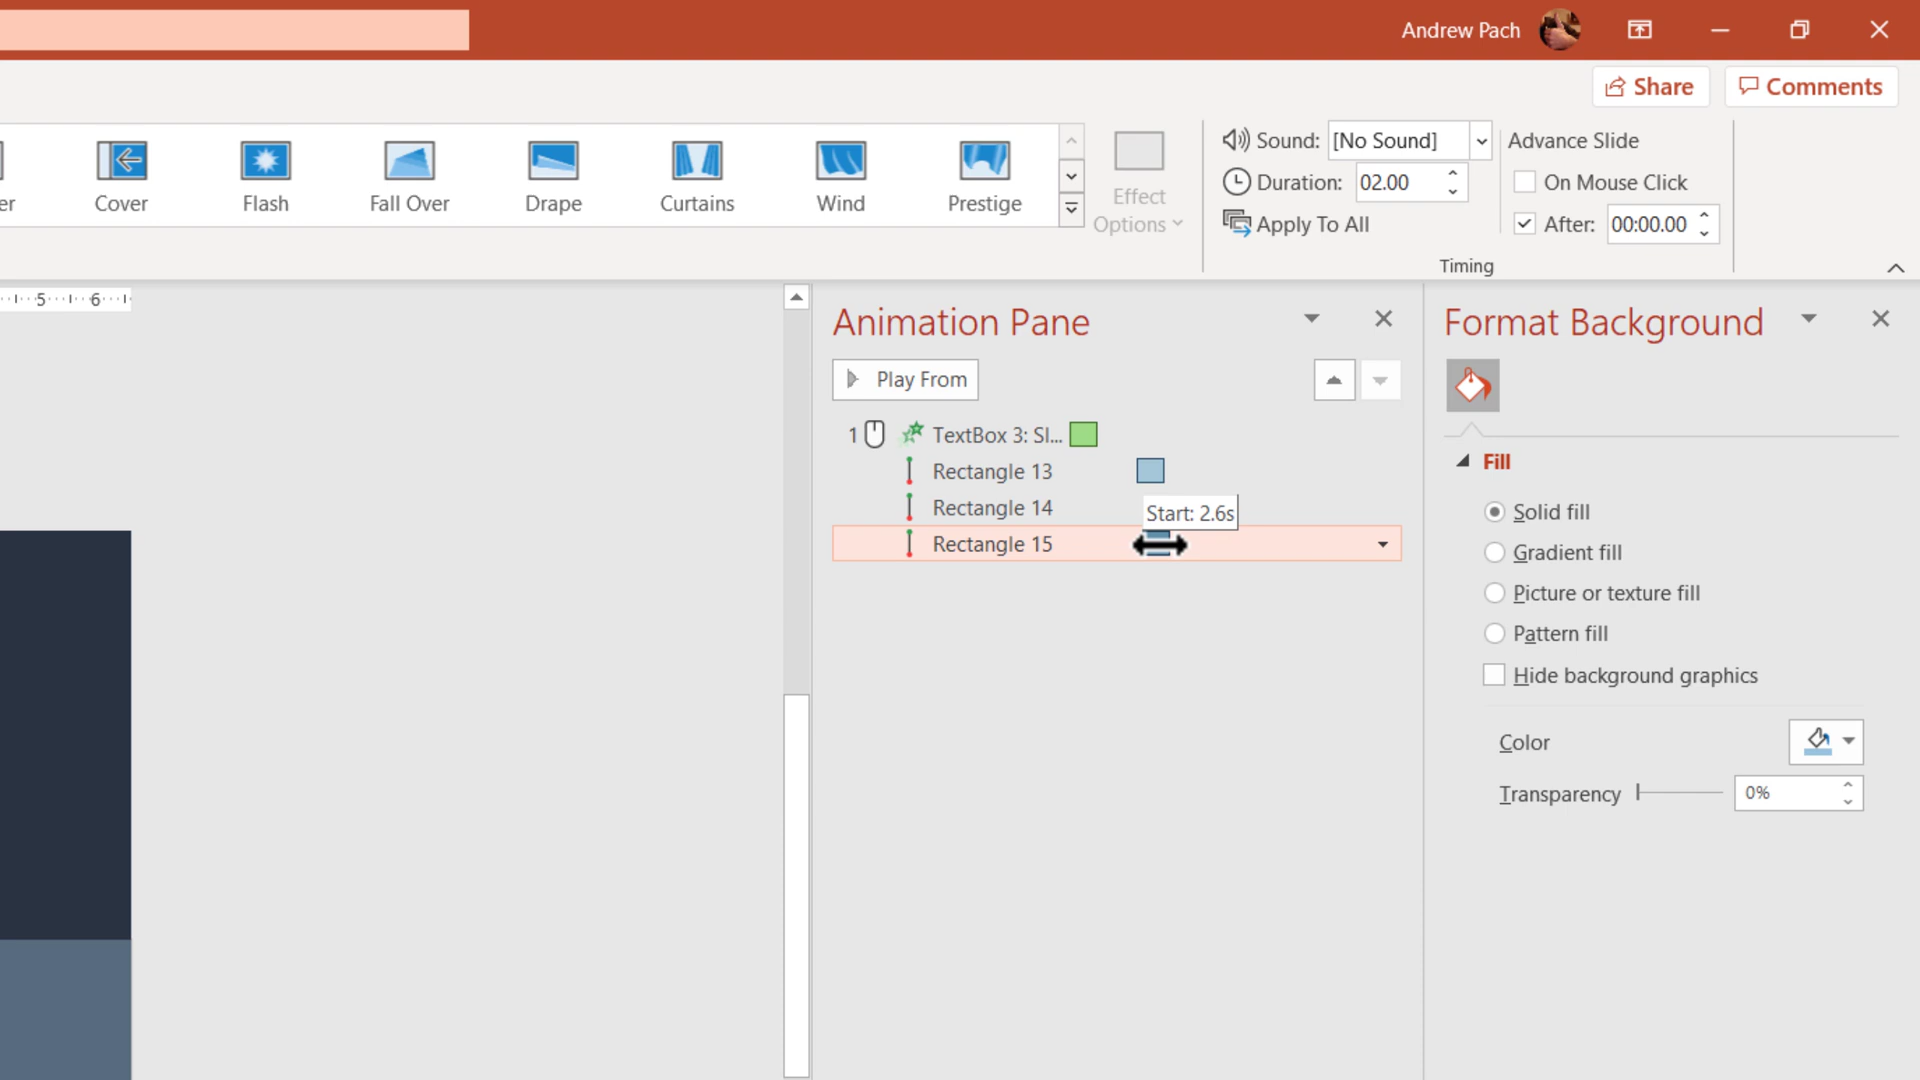 Andrew Pach
Share
Comments
er
Cover
Flash
Fall Over
Drape
Curtains
Wind
Prestige
Effect
Options
Sound: [No Sound]
Duration: 02.00
Apply To All
Advance Slide
On Mouse Click
After: 00:00.00
Timing
5 6
Animation Pane
Play From
1 TextBox 3: Sl...
Rectangle 13
Rectangle 14
Start: 2.6s
Rectangle 15
Format Background
Fill
Solid fill
Gradient fill
Picture or texture fill
Pattern fill
Hide background graphics
Color
Transparency 0%